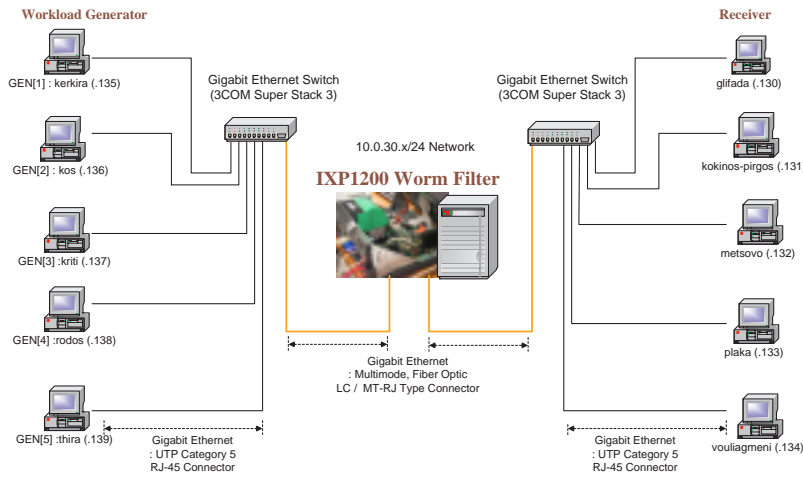 Workload Generator
Receiver
GEN[1] : kerkira (.135)
Gigabit Ethernet Switch
(3COM Super Stack 3)
Gigabit Ethernet Switch
(3COM Super Stack 3)
glifada (.130)
10.0.30.x/24 Network
IXP1200 Worm Filter
GEN[2] : kos (.136)
kokinos-pirgos (.131
GEN[3] :kriti (.137)
metsovo (.132)
GEN[4] :rodos (.138)
plaka (.133)
Gigabit Ethernet
: Multimode, Fiber Optic
LC / MT-RJ Type Connector
GEN[5] :thira (.139)
Gigabit Ethernet
: UTP Category 5
RJ-45 Connector
Gigabit Ethernet
: UTP Category 5
RJ-45 Connector
vouliagmeni (.134)